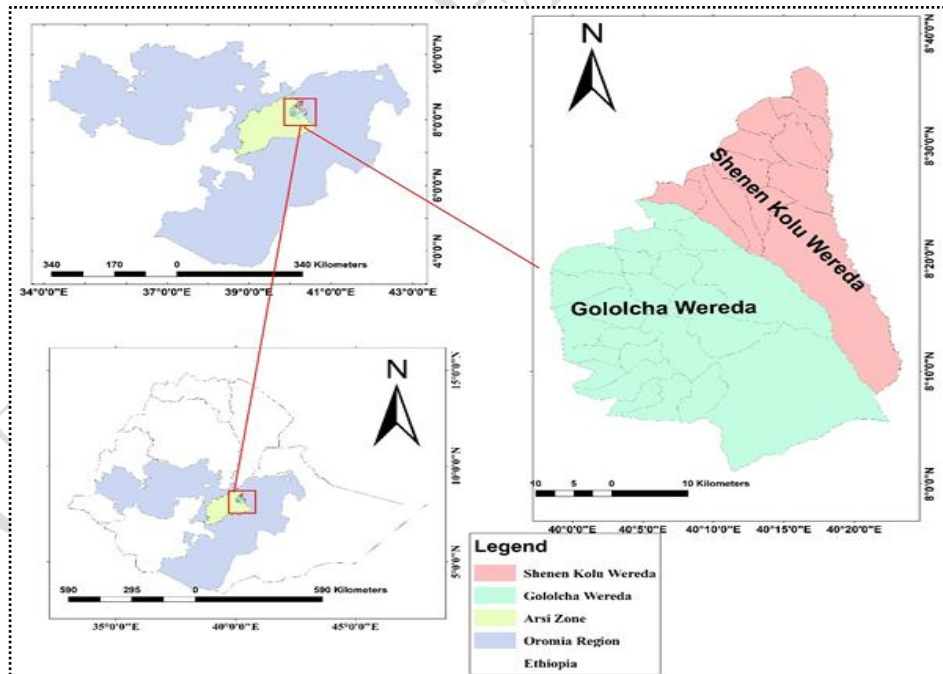 10°0'0"N
8°0'0"N
6°0'0"N
4°0'0"N
340 170 0 340 Kilometers
34°0'0"E 37°0'0"E 39°0'0"E 41°0'0"E 43°0'0"E
N
15°0'0"N
10°0'0"N
5°0'0"N
590 295 0 590 Kilometers
35°0'0"E 40°0'0"E 45°0'0"E
N
Shenen Kolu Wereda
Gololcha Wereda
8°40'0"N
8°30'0"N
8°20'0"N
8°10'0"N
8°0'0"N
10 5 0 10 Kilometers
40°0'0"E 40°5'0"E 40°10'0"E 40°15'0"E 40°20'0"E
Legend
Shenen Kolu Wereda
Gololcha Wereda
Arsi Zone
Oromia Region
Ethiopia